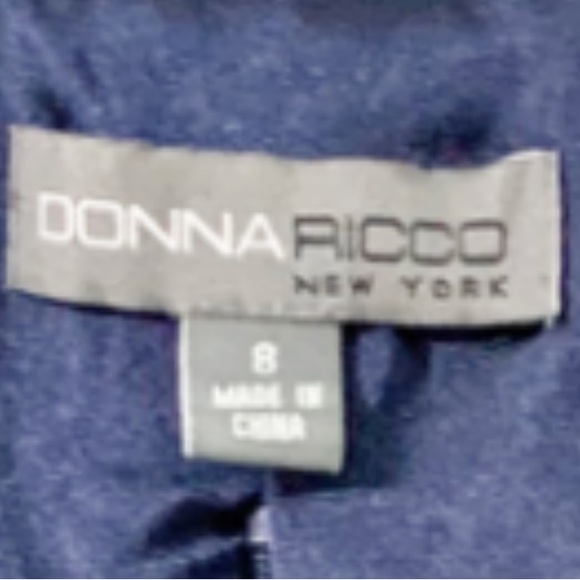 DONNA RICCO
NEW YORK
8
MADE IN
CHINA